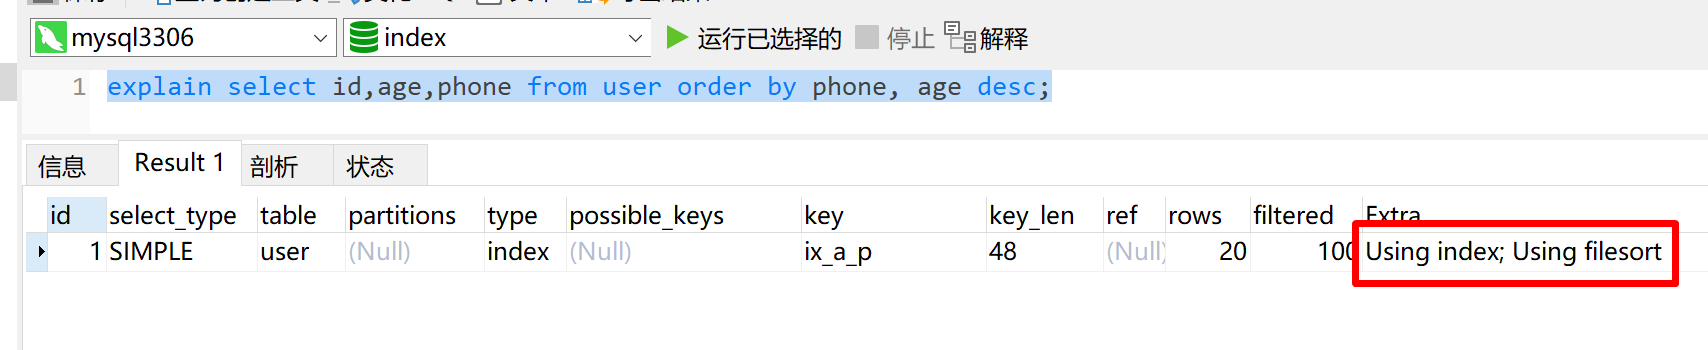 mysql3306 index 运行已选择的 停止 解释
1 explain select id,age,phone from user order by phone, age desc;
信息 Result 1 剖析 状态
id select_type table partitions type possible_keys key key_len ref rows filtered Extra
1 SIMPLE user (Null) index (Null) ix_a_p 48 (Null) 20 100 Using index; Using filesort